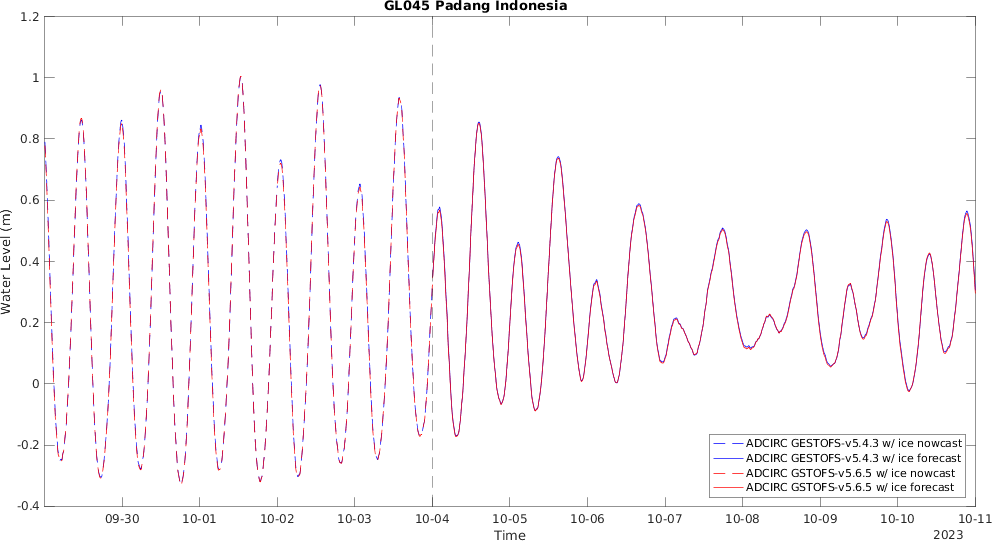 GL045 Padang Indonesia
1.2
1
0.8
0.6
0.4
0.2
0
-0.2
-0.4
Water Level (m)
ADCIRC GESTOFS-v5.4.3 w/ ice nowcast
ADCIRC GESTOFS-v5.4.3 w/ ice forecast
ADCIRC GSTOFS-v5.6.5 w/ ice nowcast
ADCIRC GSTOFS-v5.6.5 w/ ice forecast
09-30 10-01 10-02 10-03 10-04 10-05 10-06 10-07 10-08 10-09 10-10 10-11
Time
2023